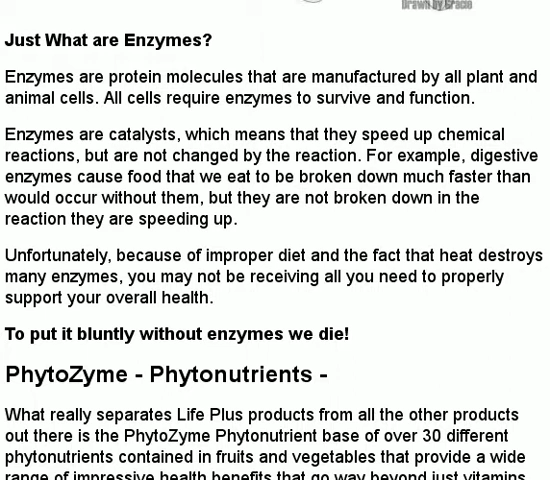 Drawn by Gracie
Just What are Enzymes?
Enzymes are protein molecules that are manufactured by all plant and
animal cells. All cells require enzymes to survive and function.
Enzymes are catalysts, which means that they speed up chemical
reactions, but are not changed by the reaction. For example, digestive
enzymes cause food that we eat to be broken down much faster than
would occur without them, but they are not broken down in the
reaction they are speeding up.
Unfortunately, because of improper diet and the fact that heat destroys
many enzymes, you may not be receiving all you need to properly
support your overall health.
To put it bluntly without enzymes we die!
PhytoZyme - Phytonutrients -
What really separates Life Plus products from all the other products
out there is the PhytoZyme Phytonutrient base of over 30 different
phytonutrients contained in fruits and vegetables that provide a wide
range of impressive health benefits that go way beyond just vitamins